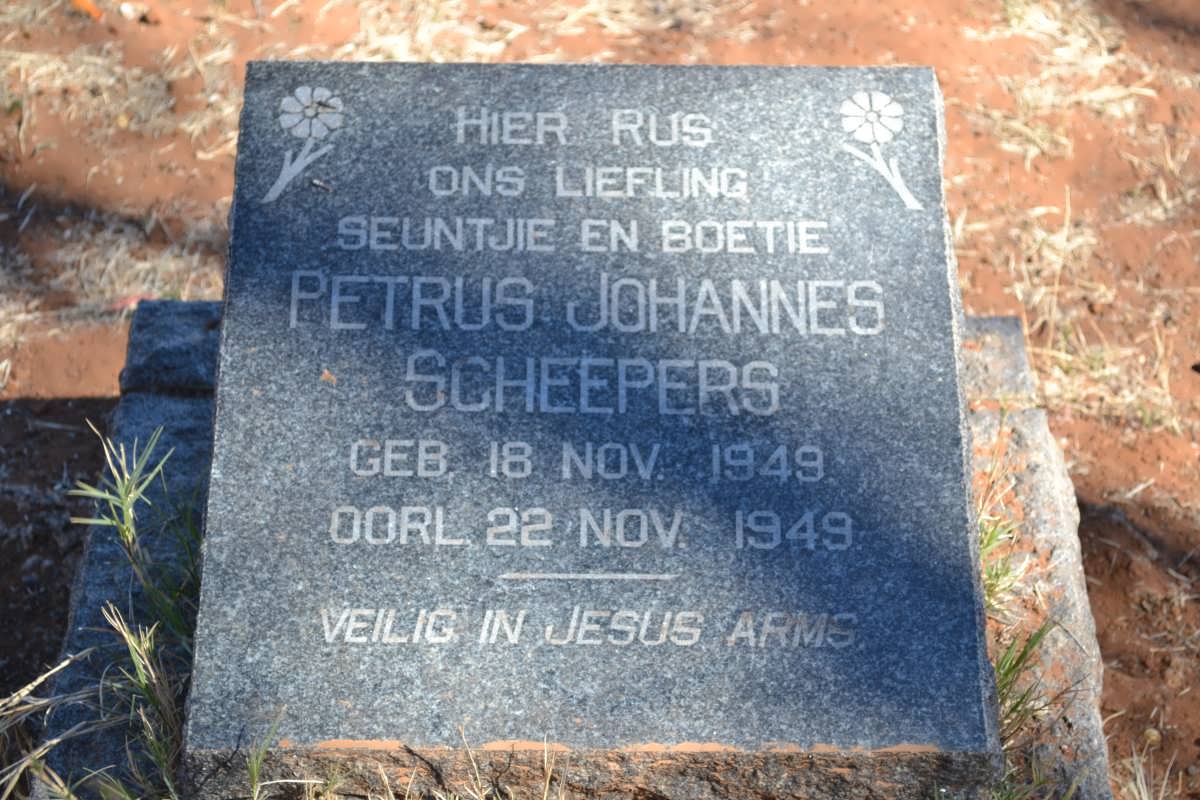 HIER RUS
ONS LIEFLING
SEUNTJIE EN BOETIE
PETRUS JOHANNES
SCHEEPERS
GEB. 18 NOV. 1949.
OORL. 22 NOV. 1949.
VEILIG IN JESUS ARMS.